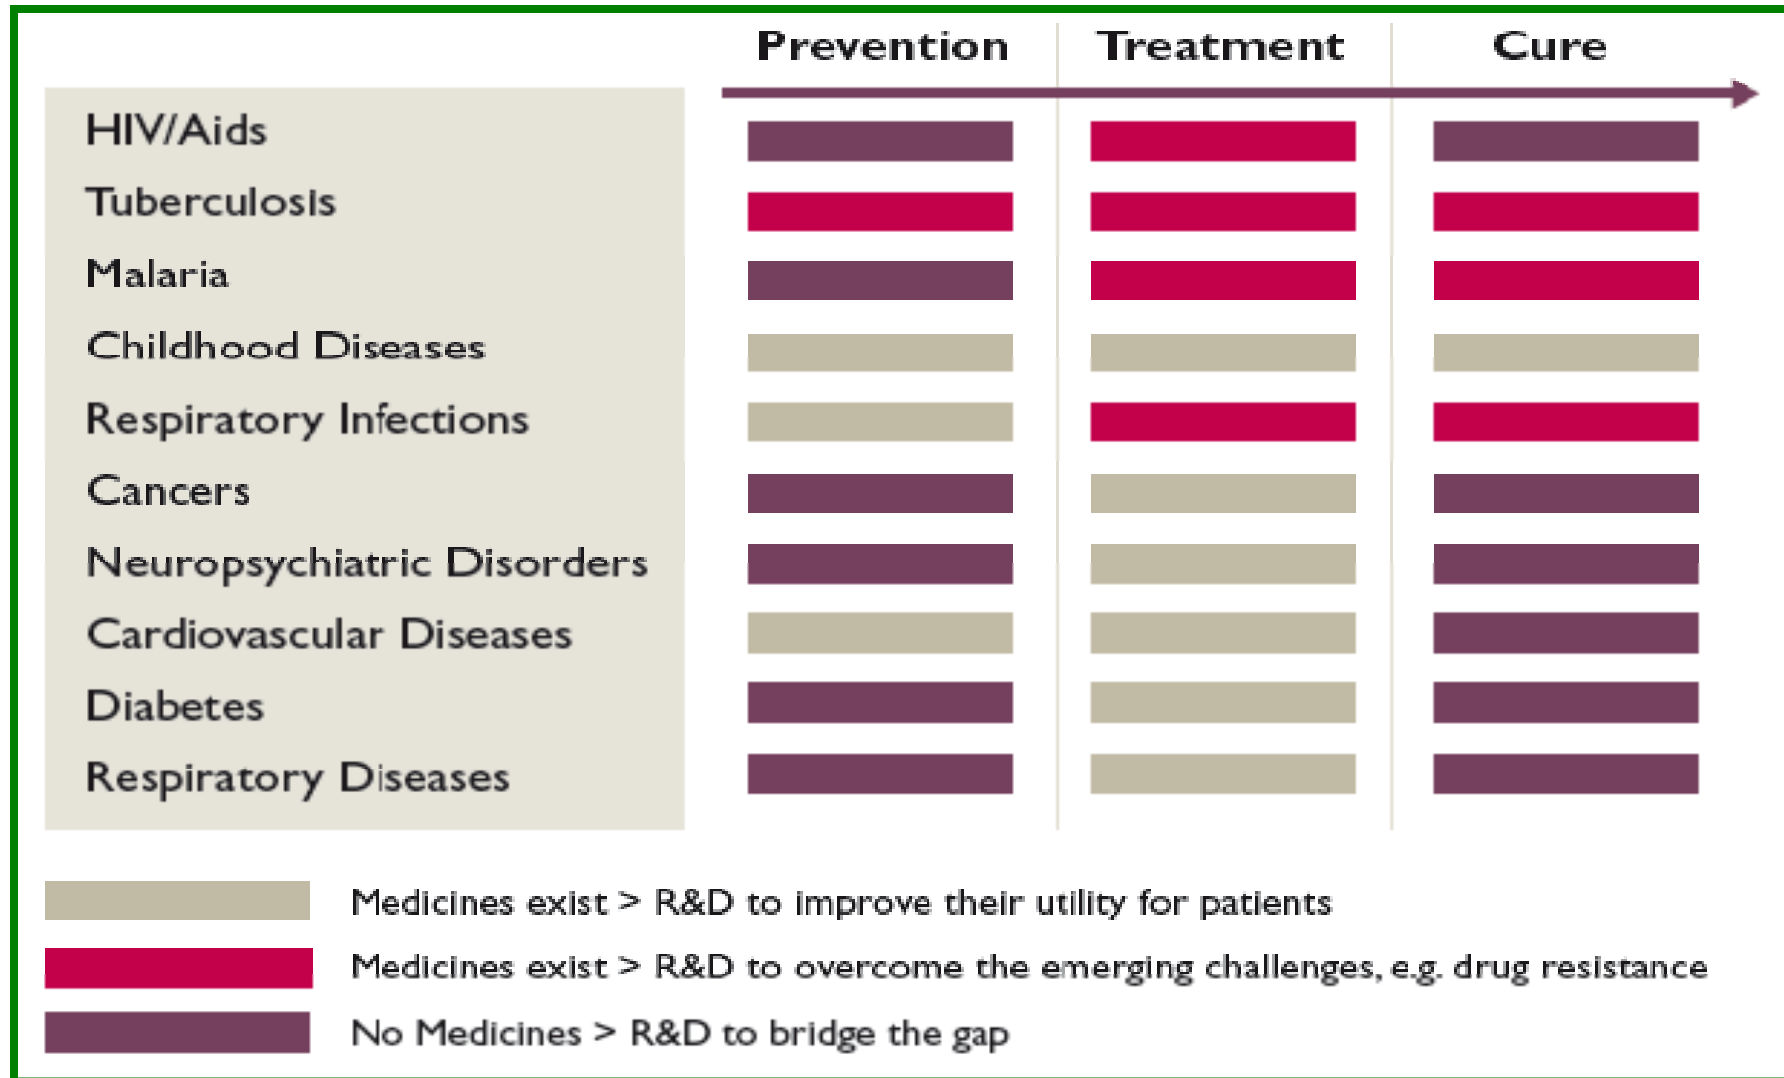 Prevention Treatment Cure
HIV/Aids
Tuberculosis
Malaria
Childhood Diseases
Respiratory Infections
Cancers
Neuropsychiatric Disorders
Cardiovascular Diseases
Diabetes
Respiratory Diseases
Medicines exist > R&D to improve their utility for patients
Medicines exist > R&D to overcome the emerging challenges, e.g. drug resistance
No Medicines > R&D to bridge the gap